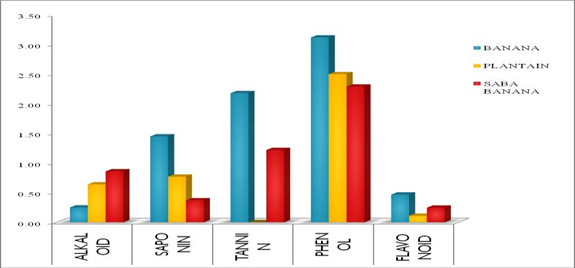 3.50
3.00
2.50
2.00
1.50
1.00
0.50
0.00
BANANA
PLANTAIN
SABA
BANANA
ALKAL
OID
SAPO
NIN
TANNI
N
PHEN
OL
FLAVO
NOID